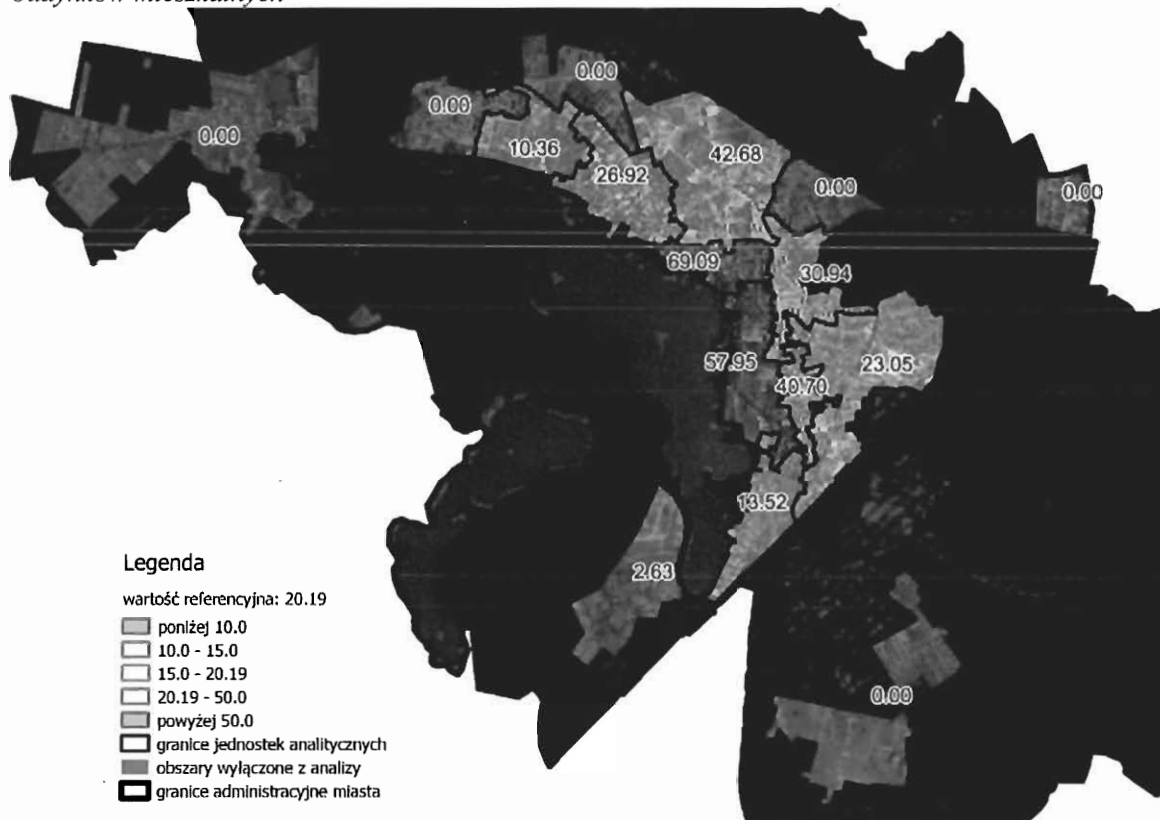 budynków mieszkalnych
0.00
0.00
0.00
10.36
42.68
26.92
0.00
0.00
69.09
30.94
57.95
23.05
40.70
13.52
2.63
0.00
Legenda
wartość referencyjna: 20.19
poniżej 10.0
10.0 - 15.0
15.0 - 20.19
20.19 - 50.0
powyżej 50.0
granice jednostek analitycznych
obszary wyłączone z analizy
granice administracyjne miasta